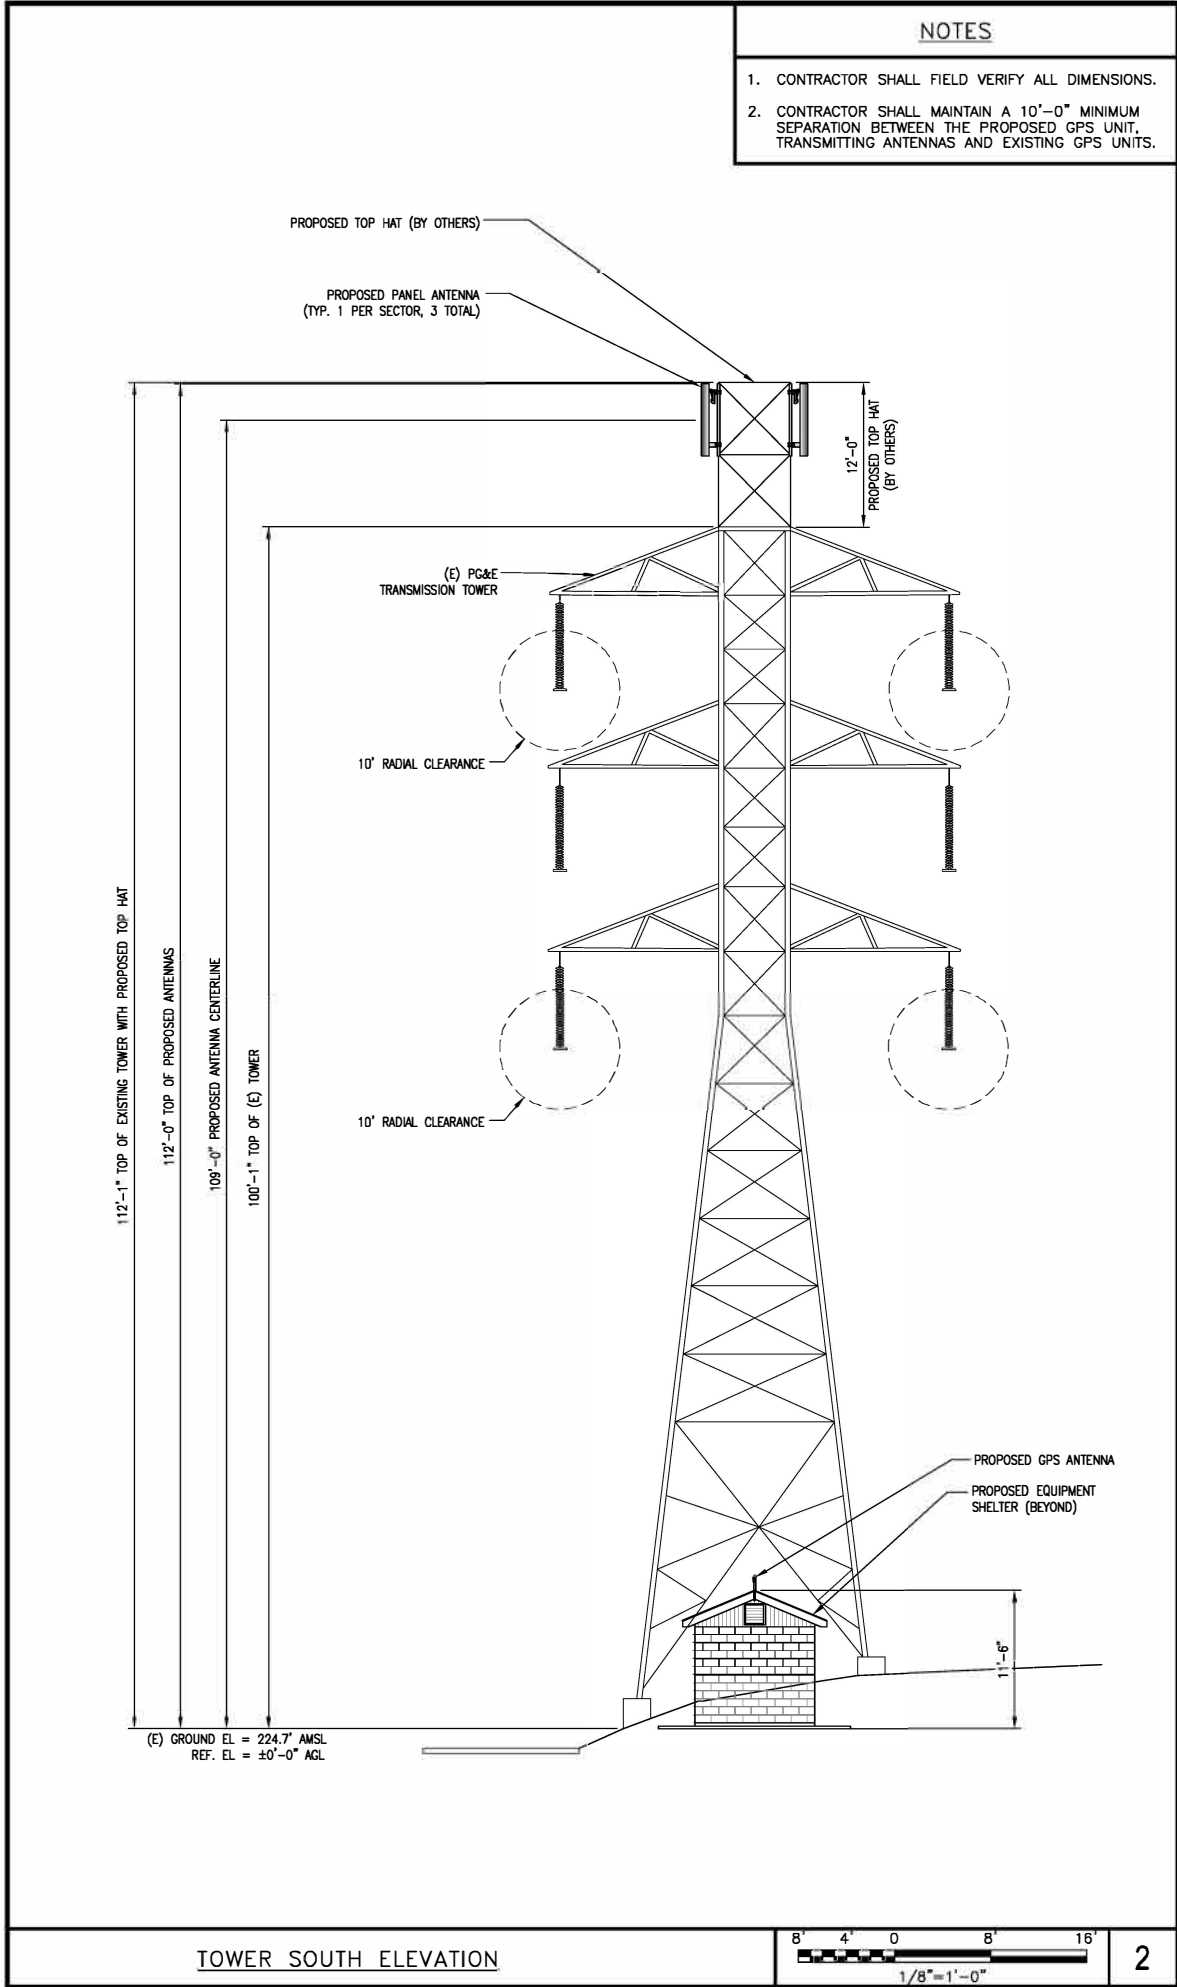 NOTES
1. CONTRACTOR SHALL FIELD VERIFY ALL DIMENSIONS.
2. CONTRACTOR SHALL MAINTAIN A 10'-0" MINIMUM
SEPARATION BETWEEN THE PROPOSED GPS UNIT,
TRANSMITTING ANTENNAS AND EXISTING GPS UNITS.
PROPOSED TOP HAT (BY OTHERS)
PROPOSED PANEL ANTENNA
(TYP. 1 PER SECTOR, 3 TOTAL)
12'-0"
PROPOSED TOP HAT
(BY OTHERS)
(E) PG&E
TRANSMISSION TOWER
10' RADIAL CLEARANCE
112'-1" TOP OF EXISTING TOWER WITH PROPOSED TOP HAT
112'-0" TOP OF PROPOSED ANTENNAS
109'-0" PROPOSED ANTENNA CENTERLINE
100'-1" TOP OF (E) TOWER
10' RADIAL CLEARANCE
PROPOSED GPS ANTENNA
PROPOSED EQUIPMENT
SHELTER (BEYOND)
11'-6"
(E) GROUND EL = 224.7' AMSL
REF. EL = ±0'-0" AGL
TOWER SOUTH ELEVATION
8' 4' 0 8' 16'
1/8"=1'-0"
2